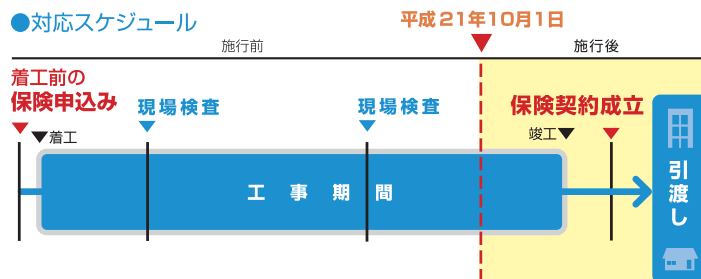 ●対応スケジュール
平成21年10月1日
施行前
施行後
着工前の
保険申込み
現場検査
現場検査
保険契約成立
着工
竣工
工事期間
引渡し